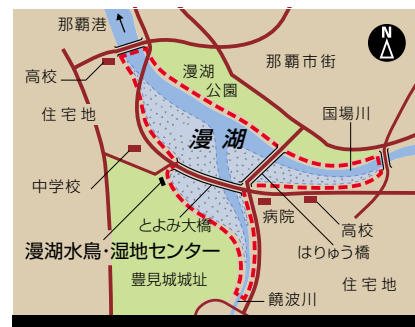 那覇港
N
高校
漫湖
公園
那覇市街
住宅地
国場川
漫湖
中学校
とよみ大橋
病院
高校
はりゅう橋
漫湖水鳥・湿地センター
豊見城城址
住宅地
饒波川